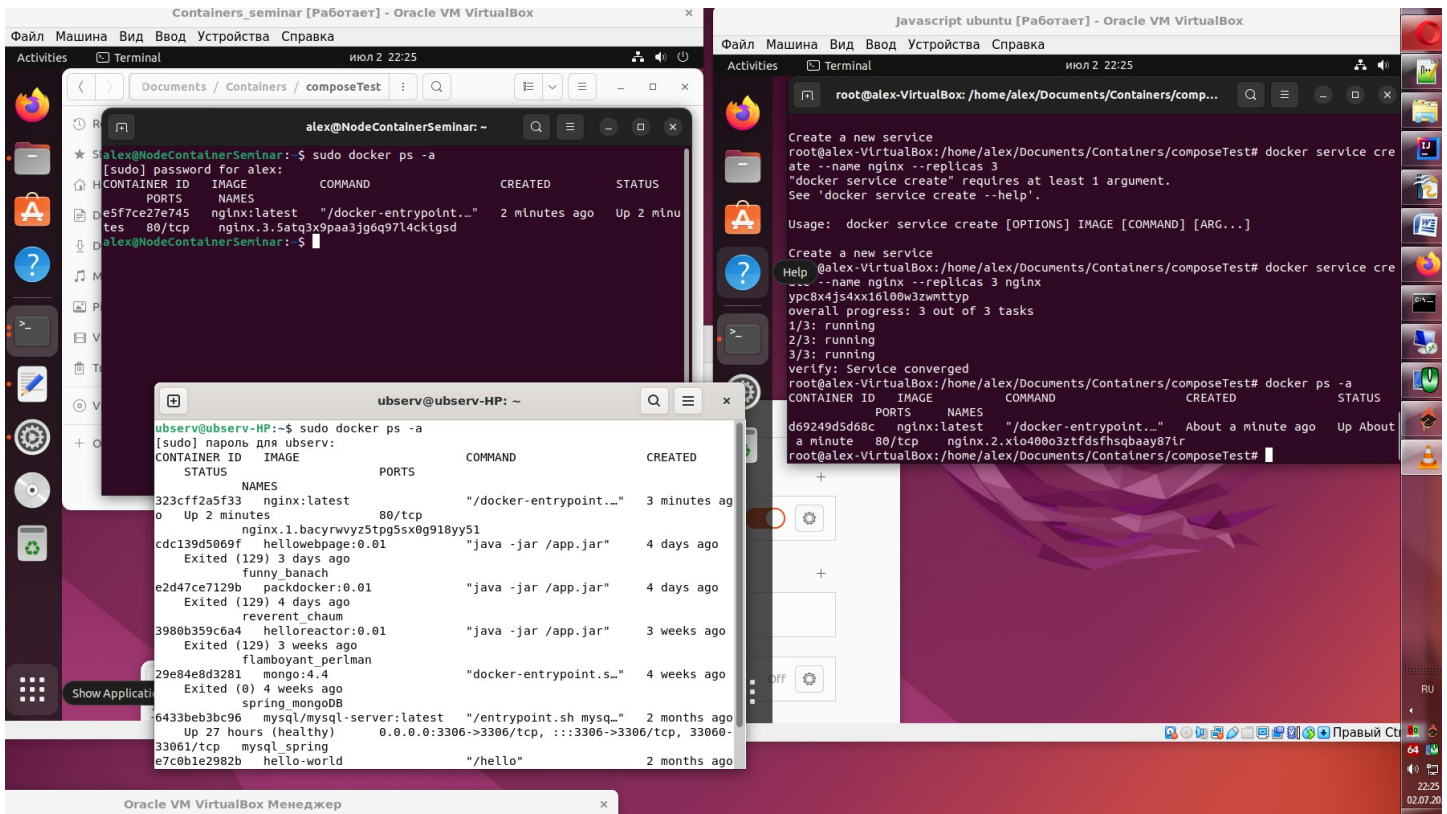 Containers_seminar [Работает] - Oracle VM VirtualBox
Файл Машина Вид Ввод Устройства Справка
Activities Terminal июл 2 22:25
Documents / Containers / composeTest
alex@NodeContainerSeminar: ~
alex@NodeContainerSeminar:~$ sudo docker ps -a
[sudo] password for alex:
CONTAINER ID IMAGE COMMAND CREATED STATUS
PORTS NAMES
e5f7ce27e745 nginx:latest "/docker-entrypoint.…" 2 minutes ago Up 2 minu
tes 80/tcp nginx.3.5atq3x9paa3jg6q97l4ckigsd
alex@NodeContainerSeminar:~$
Show Applicati
ubserv@ubserv-HP: ~
ubserv@ubserv-HP:~$ sudo docker ps -a
[sudo] пароль для ubserv:
CONTAINER ID IMAGE COMMAND CREATED
STATUS PORTS
NAMES
323cff2a5f33 nginx:latest "/docker-entrypoint.…" 3 minutes ag
o Up 2 minutes 80/tcp
nginx.1.bacyrwvyz5tpg5sx0g918yy51
cdc139d5069f hellowebpage:0.01 "java -jar /app.jar" 4 days ago
Exited (129) 3 days ago
funny_banach
e2d47ce7129b packdocker:0.01 "java -jar /app.jar" 4 days ago
Exited (129) 4 days ago
reverent_chaum
3980b359c6a4 helloreactor:0.01 "java -jar /app.jar" 3 weeks ago
Exited (129) 3 weeks ago
flamboyant_perlman
29e84e8d3281 mongo:4.4 "docker-entrypoint.s…" 4 weeks ago
Exited (0) 4 weeks ago
spring_mongoDB
6433beb3bc96 mysql/mysql-server:latest "/entrypoint.sh mysq…" 2 months ago
Up 27 hours (healthy) 0.0.0.0:3306->3306/tcp, :::3306->3306/tcp, 33060-
33061/tcp mysql_spring
e7c0b1e2982b hello-world "/hello" 2 months ago
Oracle VM VirtualBox Менеджер
Javascript ubuntu [Работает] - Oracle VM VirtualBox
Файл Машина Вид Ввод Устройства Справка
Activities Terminal июл 2 22:25
root@alex-VirtualBox: /home/alex/Documents/Containers/comp...
Create a new service
root@alex-VirtualBox:/home/alex/Documents/Containers/composeTest# docker service cre
ate --name nginx --replicas 3
"docker service create" requires at least 1 argument.
See 'docker service create --help'.
Usage: docker service create [OPTIONS] IMAGE [COMMAND] [ARG...]
Create a new service
Help @alex-VirtualBox:/home/alex/Documents/Containers/composeTest# docker service cre
--name nginx --replicas 3 nginx
ypc8x4js4xx16l00w3zwmttyp
overall progress: 3 out of 3 tasks
1/3: running
2/3: running
3/3: running
verify: Service converged
root@alex-VirtualBox:/home/alex/Documents/Containers/composeTest# docker ps -a
CONTAINER ID IMAGE COMMAND CREATED STATUS
PORTS NAMES
d69249d5d68c nginx:latest "/docker-entrypoint.…" About a minute ago Up About
a minute 80/tcp nginx.2.xio400o3ztfdsfhsqbaay87ir
root@alex-VirtualBox:/home/alex/Documents/Containers/composeTest#
Off
Правый Ct
RU
64
22:25
02.07.20